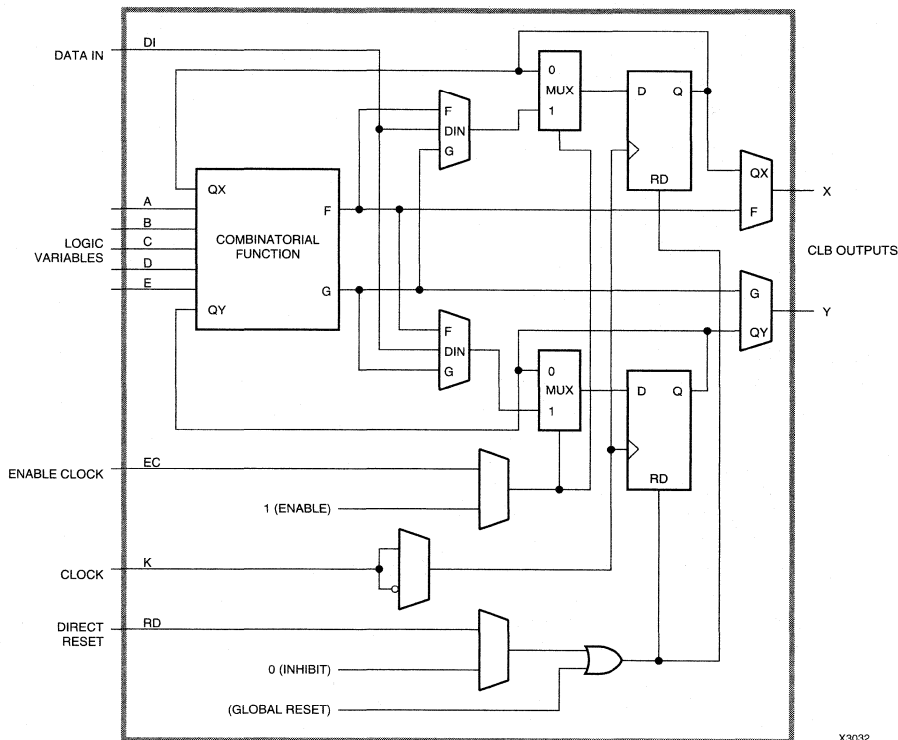 DATA IN
DI
0
MUX
1
D
Q
RD
F
DIN
G
QX
F
X
QX
A
B
C
D
E
LOGIC
VARIABLES
COMBINATORIAL
FUNCTION
F
G
QY
CLB OUTPUTS
G
QY
Y
F
DIN
G
0
MUX
1
D
Q
RD
ENABLE CLOCK
EC
1 (ENABLE)
CLOCK
K
DIRECT
RESET
RD
0 (INHIBIT)
(GLOBAL RESET)
X3032